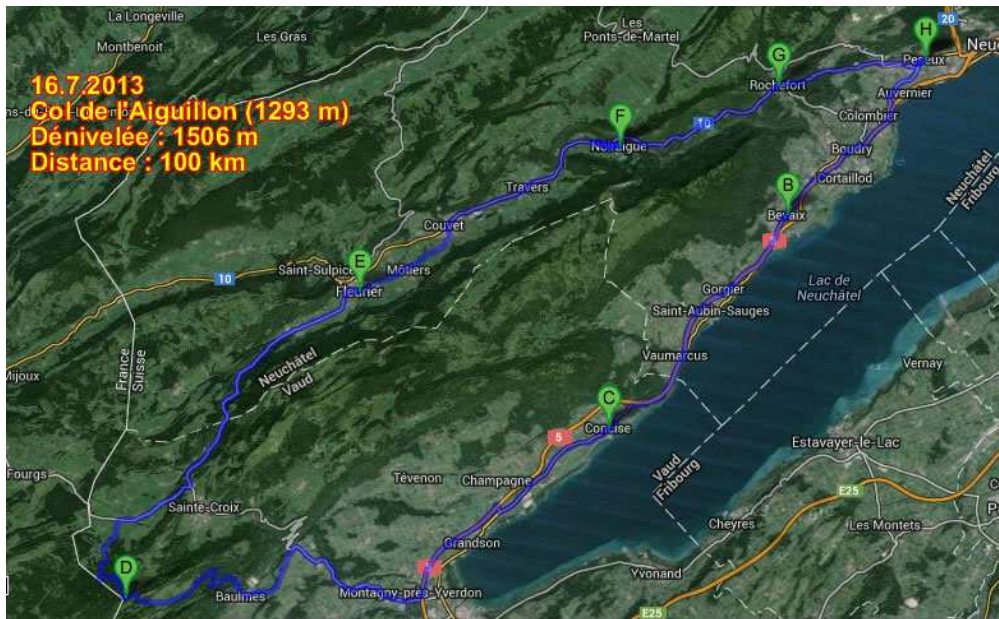 La Longeville
Montbenoit
Les Gras
Les
Ponts-de-Martel
20
H
Peseux
G
Rochefort
Auvernier
Colombier
16.7.2013
Col de l'Aiguillon (1293 m)
Dénivelée : 1506 m
Distance : 100 km
F
10
Noiraigue
Boudry
Cortaillod
Travers
B
Bevaix
Neuchâtel
Fribourg
Couvet
5
E
Saint-Sulpice
Môtiers
10
Fleurier
Gorgier
Lac de
Neuchâtel
Saint-Aubin-Sauges
Vaumarcus
Vernay
France
Suisse
Neuchâtel
Vaud
Mijoux
C
Concise
5
Estavayer-le-Lac
Vaud
Fribourg
Fourgs
Tévenon
Champagne
E25
Sainte-Croix
Cheyres
Les Montets
Grandson
D
5
Yvonand
Baulmes
Montagny-près-Yverdon
E25